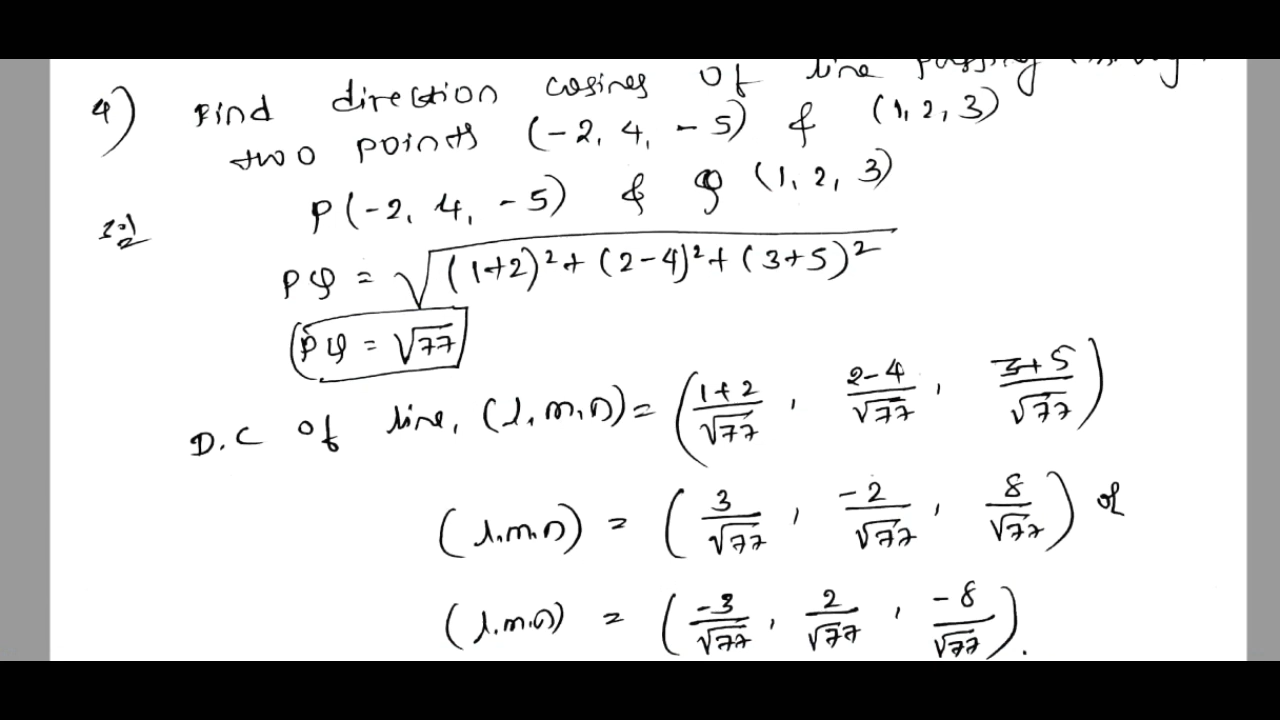 4) Find direction cosines of line passing through
two points (-2, 4, -5) & (1, 2, 3)
Sol P(-2, 4, -5) & Q (1, 2, 3)
PQ = √((1+2)² + (2-4)² + (3+5)²)
PQ = √77
D.C of line, (l, m, n) = (1+2/√77, 2-4/√77, 3+5/√77)
(l, m, n) = (3/√77, -2/√77, 8/√77) or
(l, m, n) = (-3/√77, 2/√77, -8/√77).